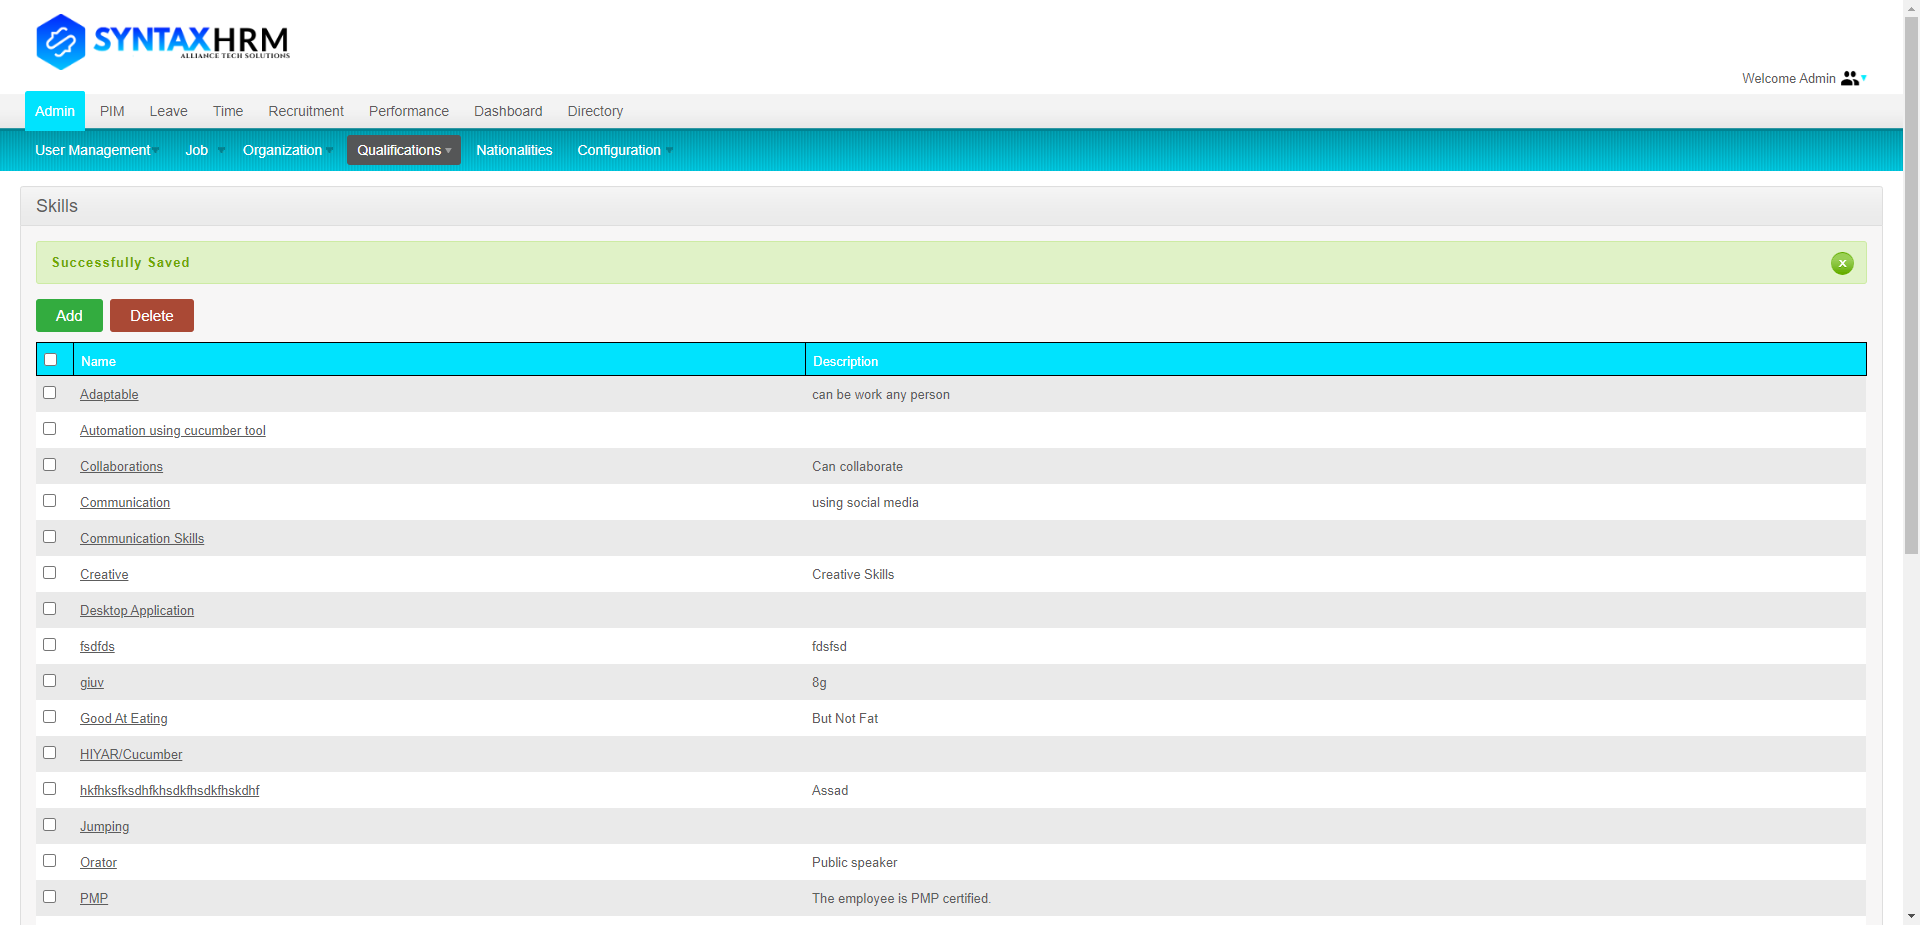 SYNTAXHRM
ALLIANCE TECH SOLUTIONS
Welcome Admin
Admin PIM Leave Time Recruitment Performance Dashboard Directory
User Management Job Organization Qualifications Nationalities Configuration
Skills
Successfully Saved
x
Add Delete
Name Description
Adaptable can be work any person
Automation using cucumber tool
Collaborations Can collaborate
Communication using social media
Communication Skills
Creative Creative Skills
Desktop Application
fsdfds fdsfsd
giuv 8g
Good At Eating But Not Fat
HIYAR/Cucumber
hkfhksfksdhfkhsdkfhsdkfhskdhf Assad
Jumping
Orator Public speaker
PMP The employee is PMP certified.